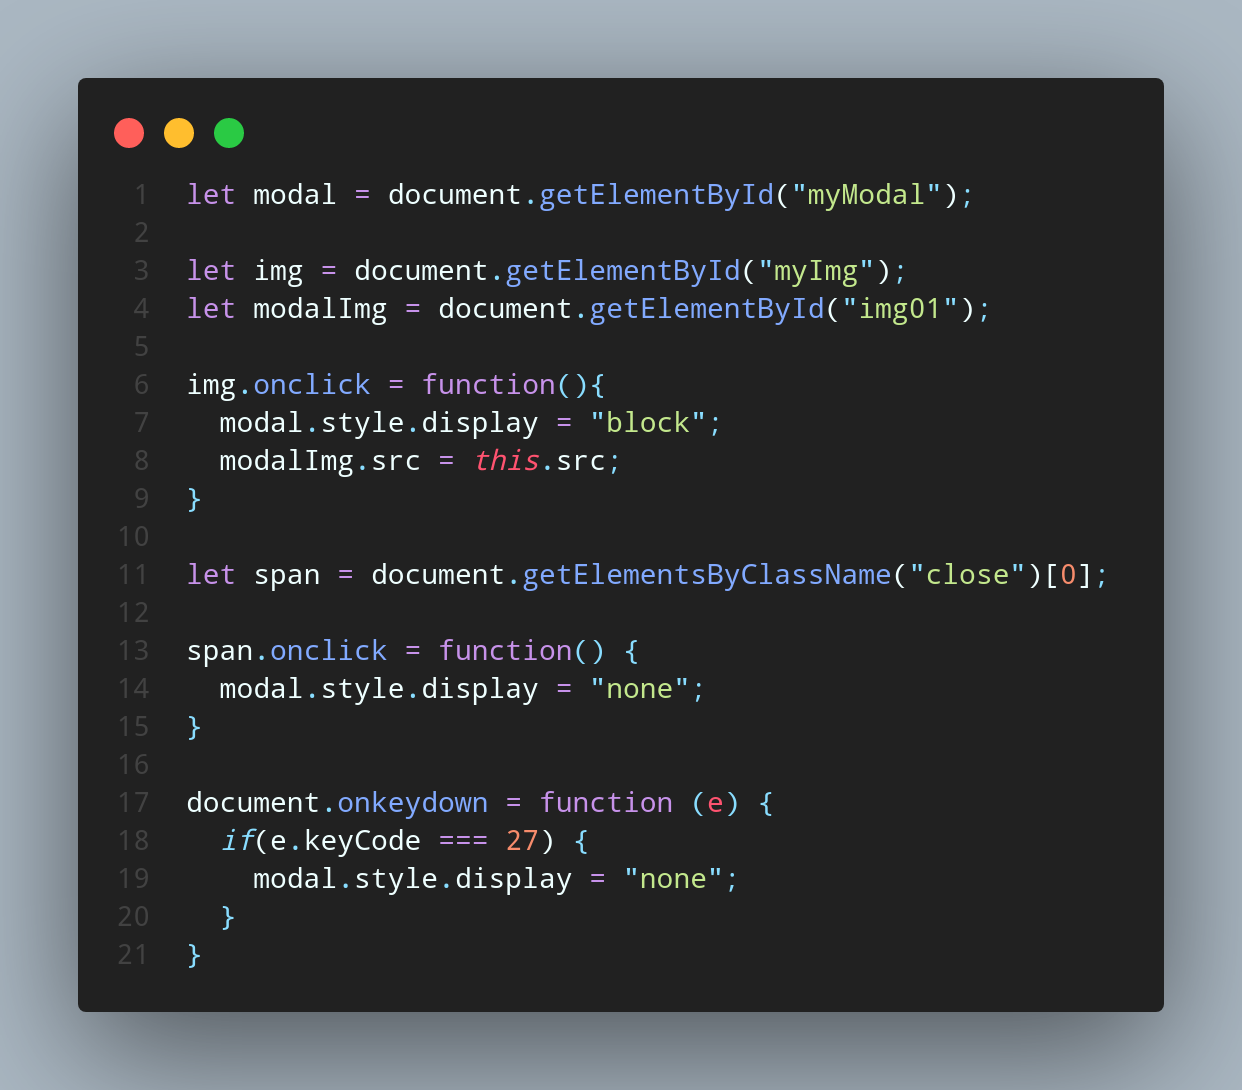 1 let modal = document.getElementById("myModal");
2
3 let img = document.getElementById("myImg");
4 let modalImg = document.getElementById("img01");
5
6 img.onclick = function(){
7   modal.style.display = "block";
8   modalImg.src = this.src;
9 }
10
11 let span = document.getElementsByClassName("close")[0];
12
13 span.onclick = function() {
14   modal.style.display = "none";
15 }
16
17 document.onkeydown = function (e) {
18   if(e.keyCode === 27) {
19     modal.style.display = "none";
20   }
21 }